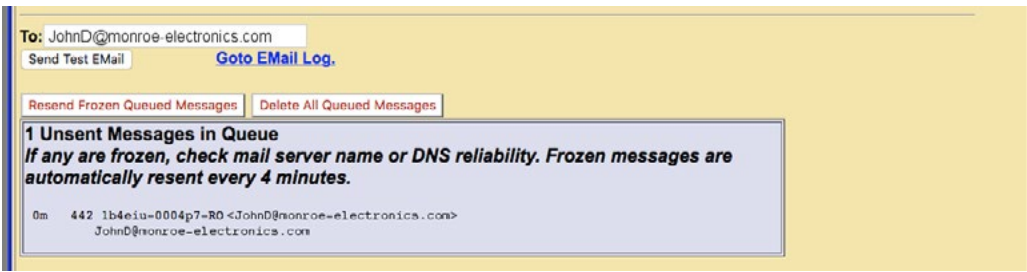 To: JohnD@monroe-electronics.com
Send Test EMail Goto EMail Log.
Resend Frozen Queued Messages Delete All Queued Messages
1 Unsent Messages in Queue
If any are frozen, check mail server name or DNS reliability. Frozen messages are
automatically resent every 4 minutes.
0m 442 1b4eiu-0004p7-RO <JohnD@monroe-electronics.com>
JohnD@monroe-electronics.com